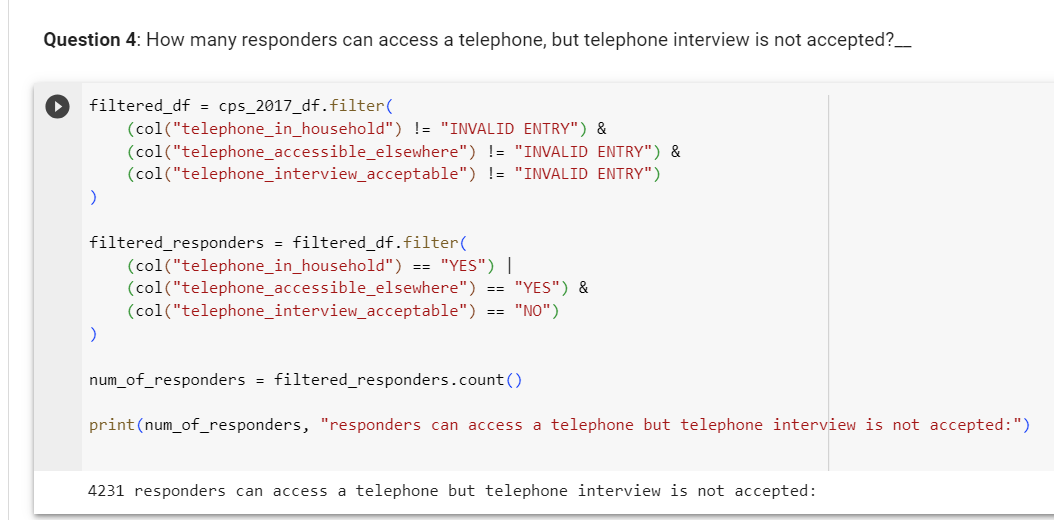 Question 4: How many responders can access a telephone, but telephone interview is not accepted?__
filtered_df = cps_2017_df.filter(
    (col("telephone_in_household") != "INVALID ENTRY") &
    (col("telephone_accessible_elsewhere") != "INVALID ENTRY") &
    (col("telephone_interview_acceptable") != "INVALID ENTRY")
)
filtered_responders = filtered_df.filter(
    (col("telephone_in_household") == "YES") |
    (col("telephone_accessible_elsewhere") == "YES") &
    (col("telephone_interview_acceptable") == "NO")
)
num_of_responders = filtered_responders.count()
print(num_of_responders, "responders can access a telephone but telephone interview is not accepted:")
4231 responders can access a telephone but telephone interview is not accepted: